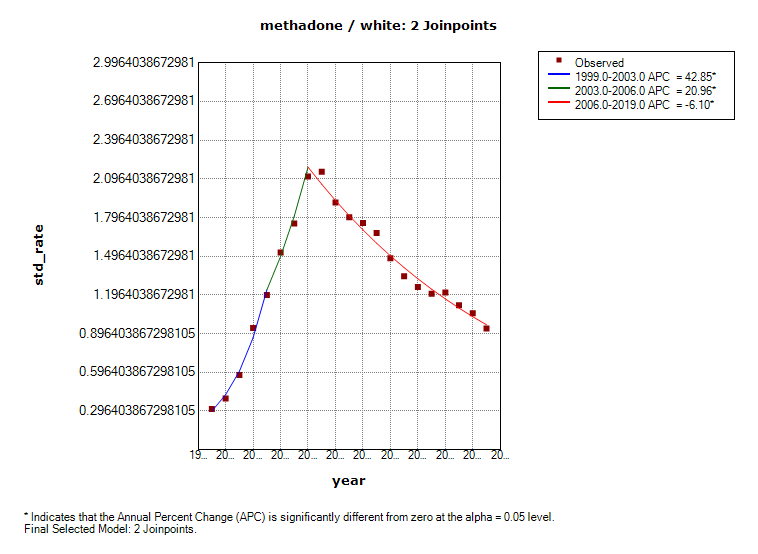 methadone / white: 2 Joinpoints
Observed
1999.0-2003.0 APC = 42.85*
2003.0-2006.0 APC = 20.96*
2006.0-2019.0 APC = -6.10*
2.9964038672981
2.6964038672981
2.3964038672981
2.0964038672981
1.7964038672981
1.4964038672981
1.1964038672981
0.896403867298105
0.596403867298105
0.296403867298105
std_rate
19... 20... 20... 20... 20... 20... 20... 20... 20... 20... 20... 20...
year
* Indicates that the Annual Percent Change (APC) is significantly different from zero at the alpha = 0.05 level.
Final Selected Model: 2 Joinpoints.